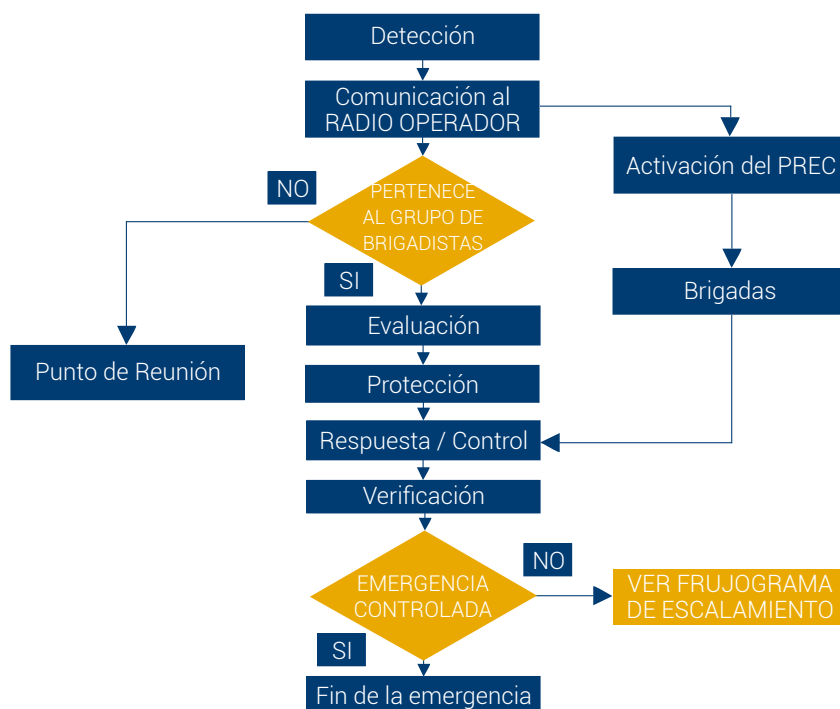 Detección
Comunicación al
RADIO OPERADOR
Activación del PREC
NO
PERTENECE
AL GRUPO DE
BRIGADISTAS
SI
Brigadas
Evaluación
Punto de Reunión
Protección
Respuesta / Control
Verificación
EMERGENCIA
CONTROLADA
NO
VER FRUJOGRAMA
DE ESCALAMIENTO
SI
Fin de la emergencia